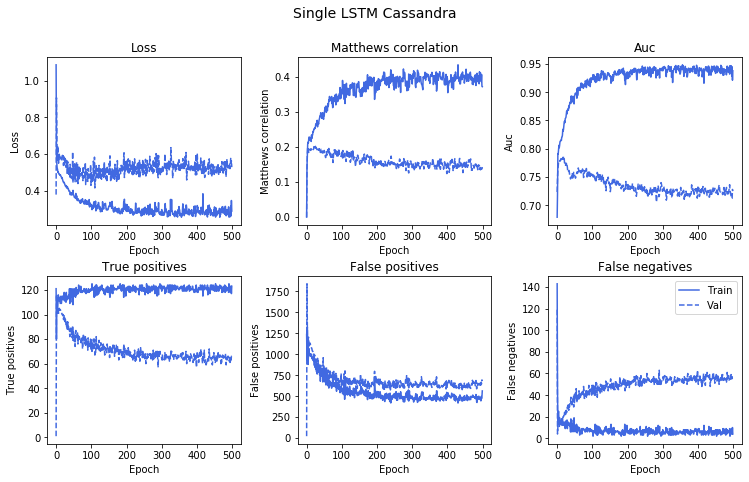 Single LSTM Cassandra
Loss
Matthews correlation
Auc
Loss
1.0
0.8
0.6
0.4
0 100 200 300 400 500
Epoch
Matthews correlation
0.4
0.3
0.2
0.1
0.0
0 100 200 300 400 500
Epoch
Auc
0.95
0.90
0.85
0.80
0.75
0.70
0 100 200 300 400 500
Epoch
True positives
False positives
False negatives
True positives
120
100
80
60
40
20
0
0 100 200 300 400 500
Epoch
False positives
1750
1500
1250
1000
750
500
250
0
0 100 200 300 400 500
Epoch
False negatives
140
120
100
80
60
40
20
0
0 100 200 300 400 500
Epoch
Train
Val